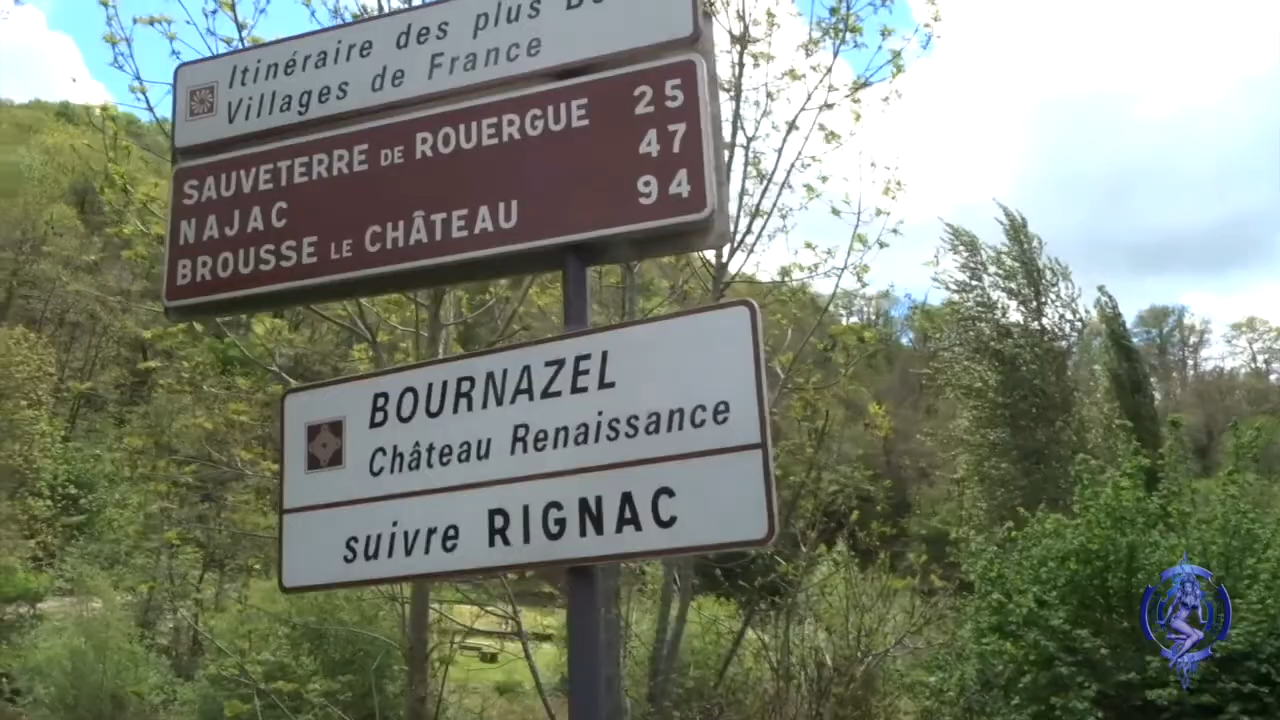 Itinéraire des plus
Villages de France
SAUVETERRE DE ROUERGUE 25
NAJAC 47
BROUSSE LE CHÂTEAU 94
BOURNAZEL
Château Renaissance
suivre RIGNAC